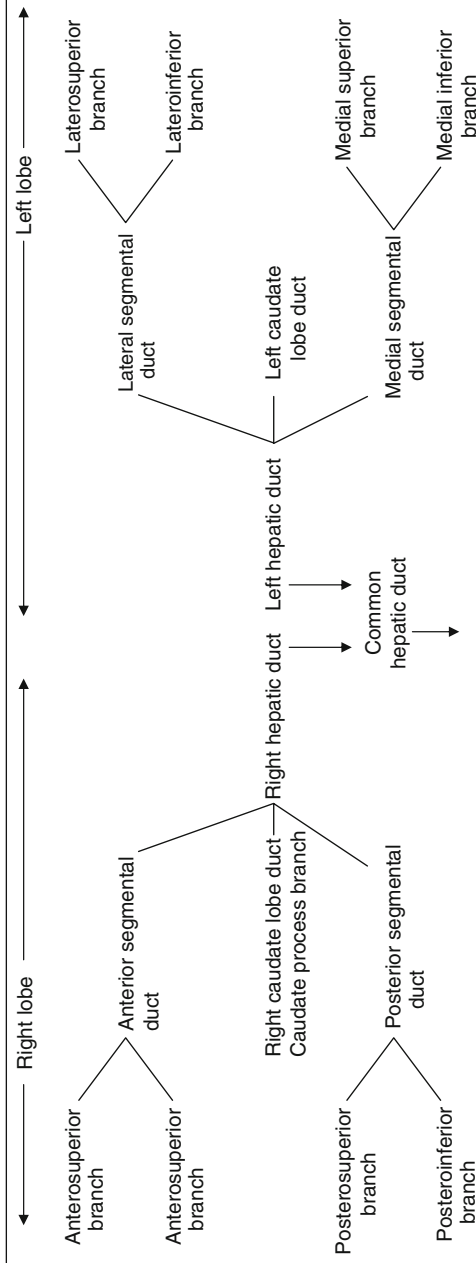 Right lobe
Left lobe
Anterosuperior
branch
Anterosuperior
branch
Anterior segmental
duct
Lateral segmental
duct
Laterosuperior
branch
Lateroinferior
branch
Right caudate lobe duct
Caudate process branch
Right hepatic duct
Left hepatic duct
Left caudate
lobe duct
Posterosuperior
branch
Posteroinferior
branch
Posterior segmental
duct
Common
hepatic duct
Medial segmental
duct
Medial superior
branch
Medial inferior
branch